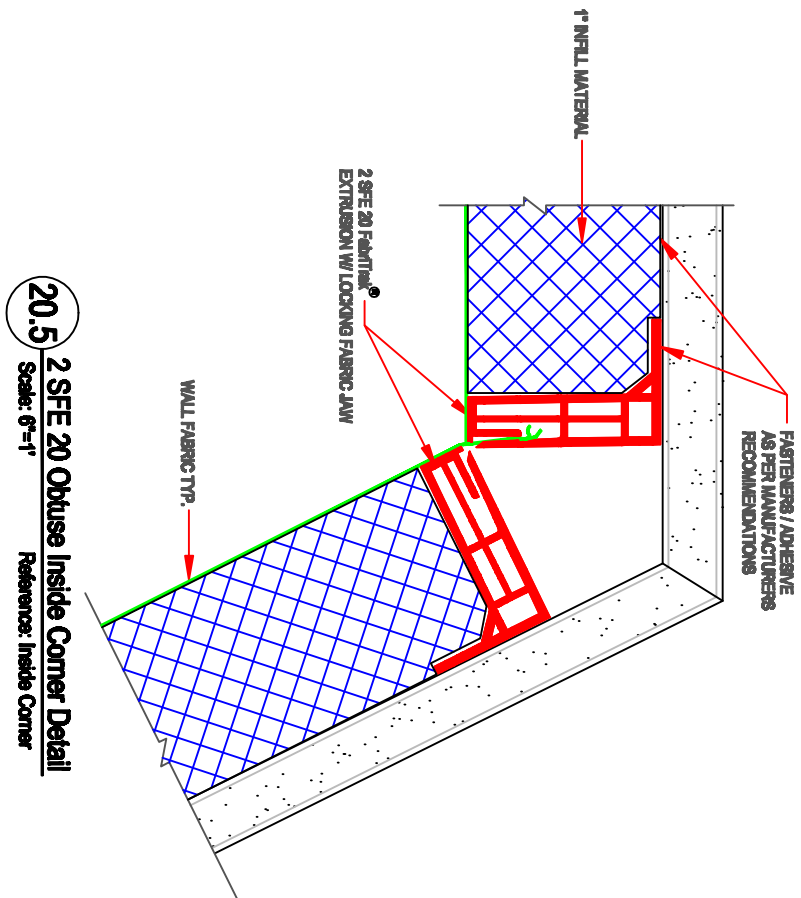 FASTENERS / ADHESIVE
AS PER MANUFACTURERS
RECOMMENDATIONS
1" INFILL MATERIAL
2 SFE 20 FabriTrak®
EXTRUSION W/ LOCKING FABRIC JAW
WALL FABRIC TYP.
20.5
2 SFE 20 Obtuse Inside Corner Detail
Scale: 6"=1' Reference: Inside Corner